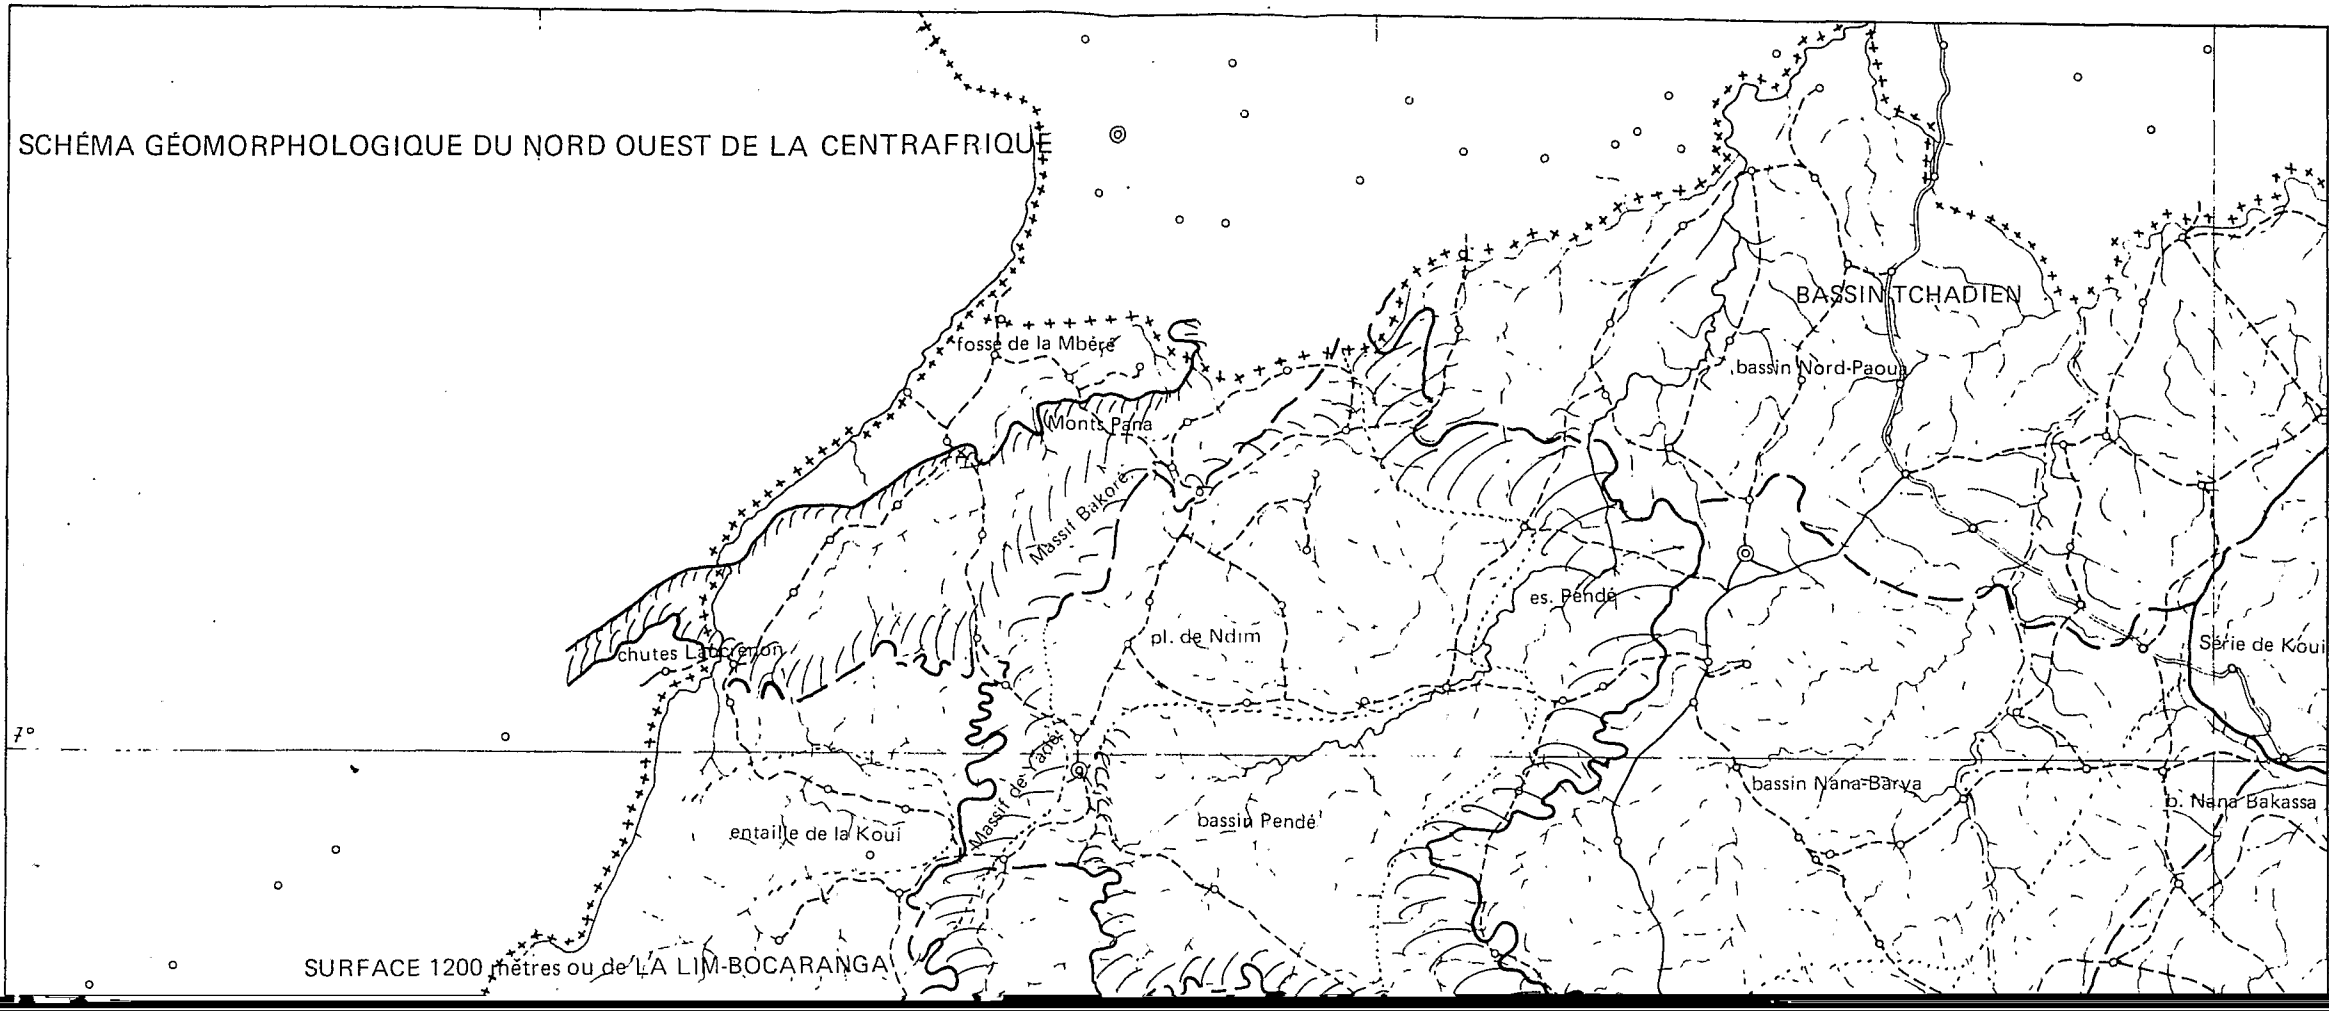 SCHÉMA GÉOMORPHOLOGIQUE DU NORD OUEST DE LA CENTRAFRIQUE
BASSIN TCHADIEN
fosse de la Mbéré
bassin Nord-Paoua
Monts Pana
Massif Bakoré
es. Pendé
pl. de Ndim
Série de Koui
chutes Lancrenon
7°
Massif de Yadé
bassin Nana-Barya
b. Nana Bakassa
bassin Pendé
entaille de la Koui
SURFACE 1200 mètres ou de LA LIM-BOCARANGA